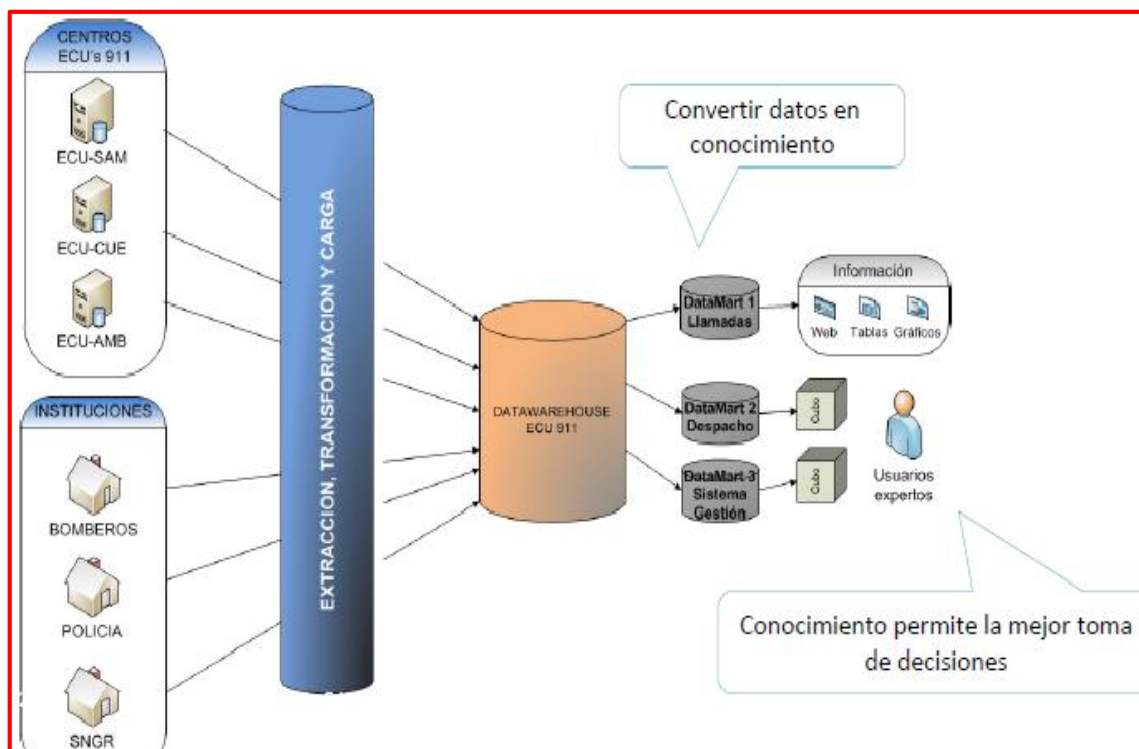 CENTROS
ECU's 911
ECU-SAM
ECU-CUE
ECU-AMB
INSTITUCIONES
BOMBEROS
POLICIA
SNGR
EXTRACCION, TRANSFORMACION Y CARGA
DATAWAREHOUSE
ECU 911
Convertir datos en
conocimiento
DataMart 1
Llamadas
Información
Web Tablas Gráficos
DataMart 2
Despacho
Cubo
DataMart 3
Sistema
Gestión
Cubo
Usuarios
expertos
Conocimiento permite la mejor toma
de decisiones